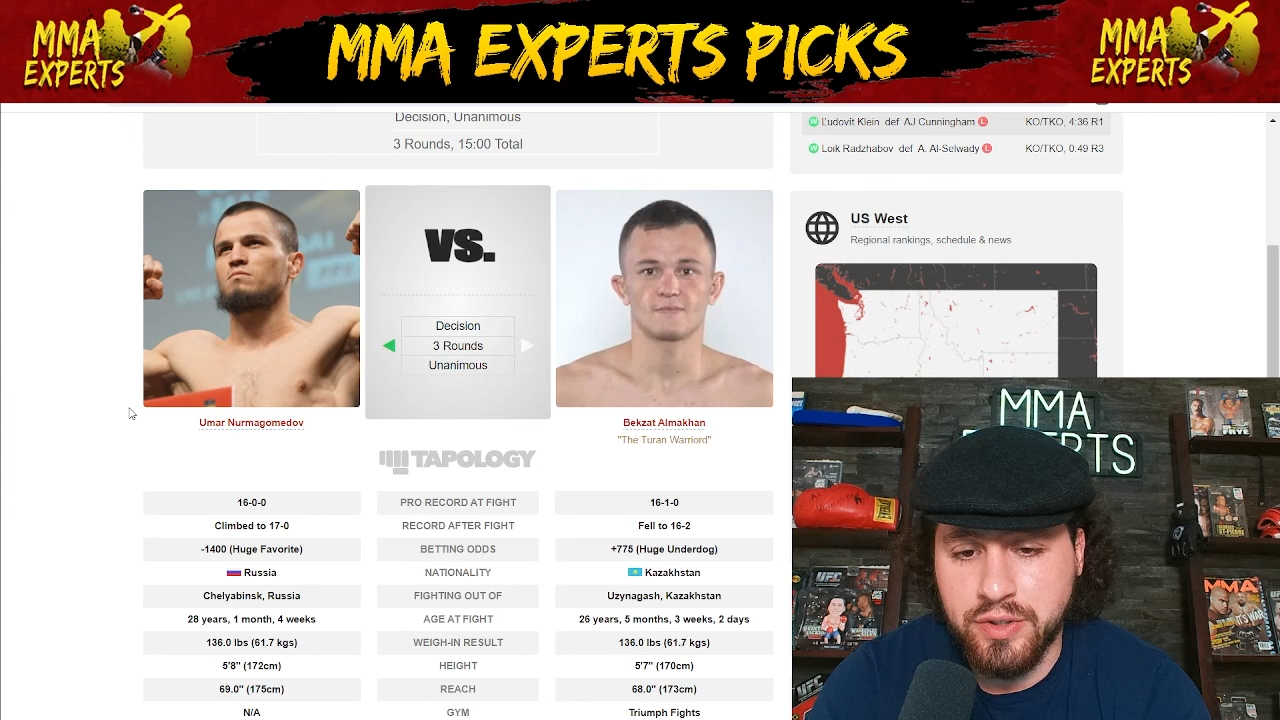 MMA
EXPERTS
MMA EXPERTS PICKS
MMA
EXPERTS
Decision, Unanimous
3 Rounds, 15:00 Total
W Ľudovit Klein def AJ Cunningham L KO/TKO, 4:36 R1
W Loik Radzhabov def A. Al-Selwady L KO/TKO, 0:49 R3
US West
Regional rankings, schedule & news
VS.
Decision
3 Rounds
Unanimous
Umar Nurmagomedov
Bekzat Almakhan
"The Turan Warriord"
TAPOLOGY
16-0-0 PRO RECORD AT FIGHT 16-1-0
Climbed to 17-0 RECORD AFTER FIGHT Fell to 16-2
-1400 (Huge Favorite) BETTING ODDS +775 (Huge Underdog)
Russia NATIONALITY Kazakhstan
Chelyabinsk, Russia FIGHTING OUT OF Uzynagash, Kazakhstan
28 years, 1 month, 4 weeks AGE AT FIGHT 26 years, 5 months, 3 weeks, 2 days
136.0 lbs (61.7 kgs) WEIGH-IN RESULT 136.0 lbs (61.7 kgs)
5'8" (172cm) HEIGHT 5'7" (170cm)
69.0" (175cm) REACH 68.0" (173cm)
N/A GYM Triumph Fights
MMA
UFC
MMA
IT'S WAR
UFC